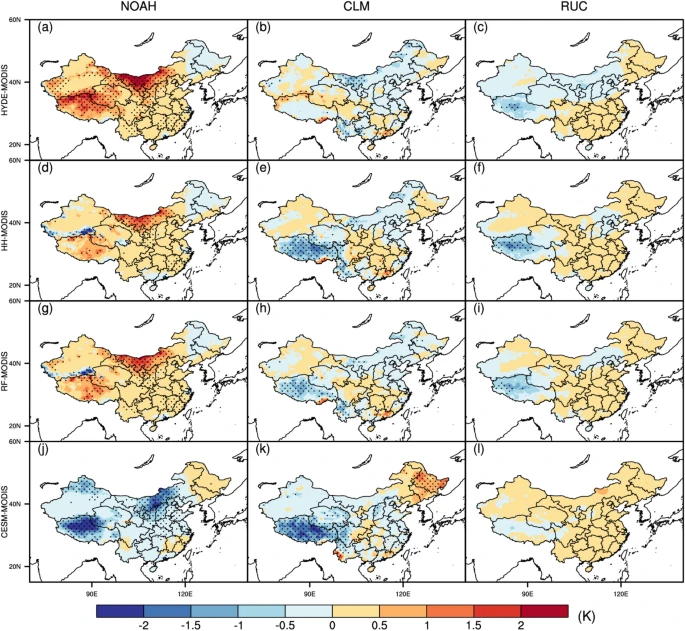 NOAH CLM RUC
60N (a) (b) (c)
HYDE-MODIS
40N
20N
60N (d) (e) (f)
HH-MODIS
40N
20N
60N (g) (h) (i)
RF-MODIS
40N
20N
60N (j) (k) (l)
CESM-MODIS
40N
20N
90E 120E 90E 120E 90E 120E
-2 -1.5 -1 -0.5 0 0.5 1 1.5 2 (K)